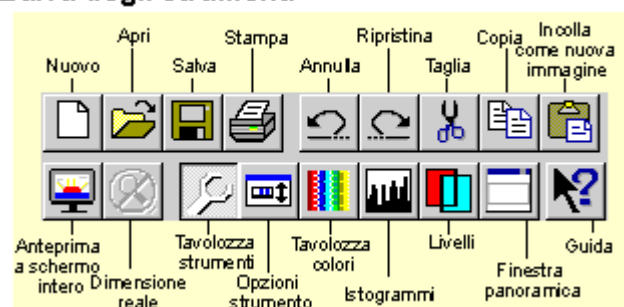 Barra degli strumenti
Nuovo
Apri
Salva
Stampa
Annulla
Ripristina
Taglia
Copia
Incolla
come nuova
immagine
Anteprima
a schermo
intero
Dimensione
reale
Tavolozza
strumenti
Opzioni
strumento
Tavolozza
colori
Istogrammi
Livelli
Finestra
panoramica
Guida